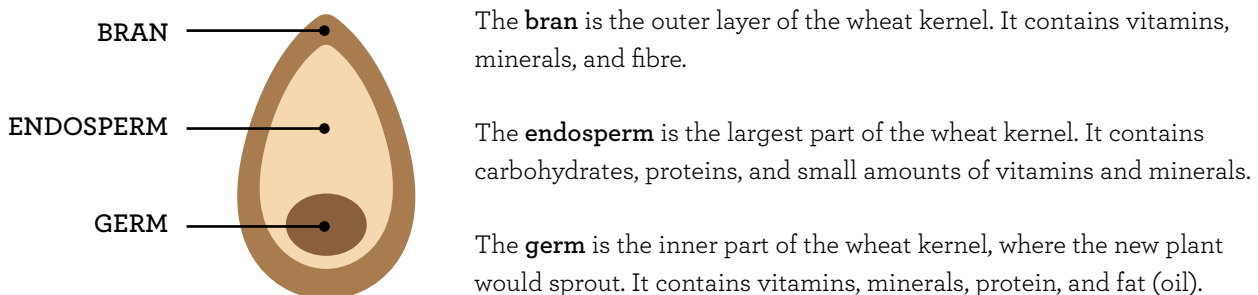 BRAN
ENDOSPERM
GERM
The bran is the outer layer of the wheat kernel. It contains vitamins,
minerals, and fibre.
The endosperm is the largest part of the wheat kernel. It contains
carbohydrates, proteins, and small amounts of vitamins and minerals.
The germ is the inner part of the wheat kernel, where the new plant
would sprout. It contains vitamins, minerals, protein, and fat (oil).